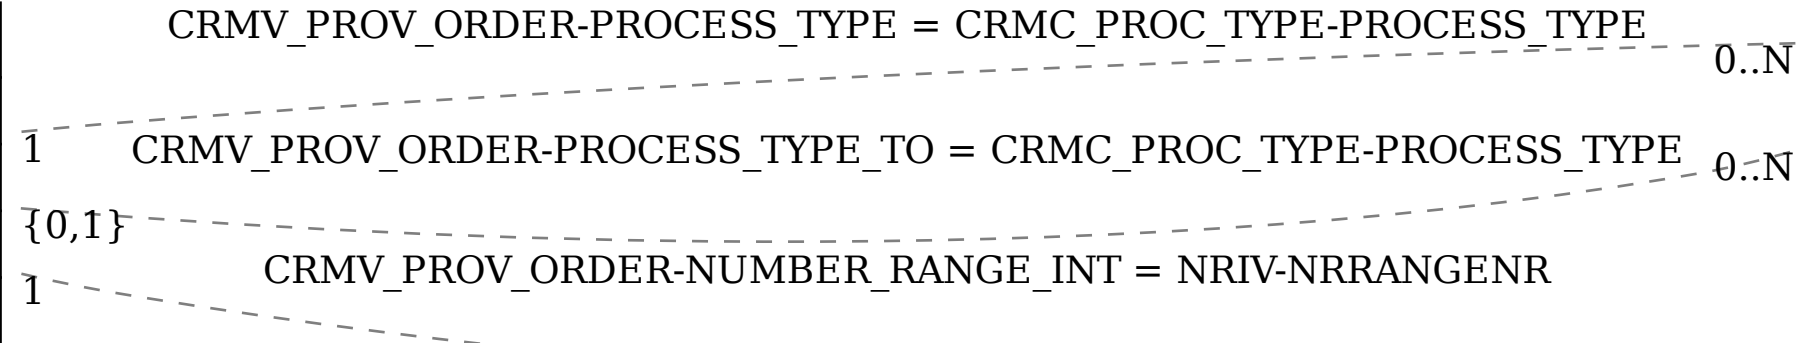 CRMV_PROV_ORDER-PROCESS_TYPE = CRMC_PROC_TYPE-PROCESS_TYPE
0..N
1
CRMV_PROV_ORDER-PROCESS_TYPE_TO = CRMC_PROC_TYPE-PROCESS_TYPE
0..N
{0,1}
CRMV_PROV_ORDER-NUMBER_RANGE_INT = NRIV-NRRANGENR
1